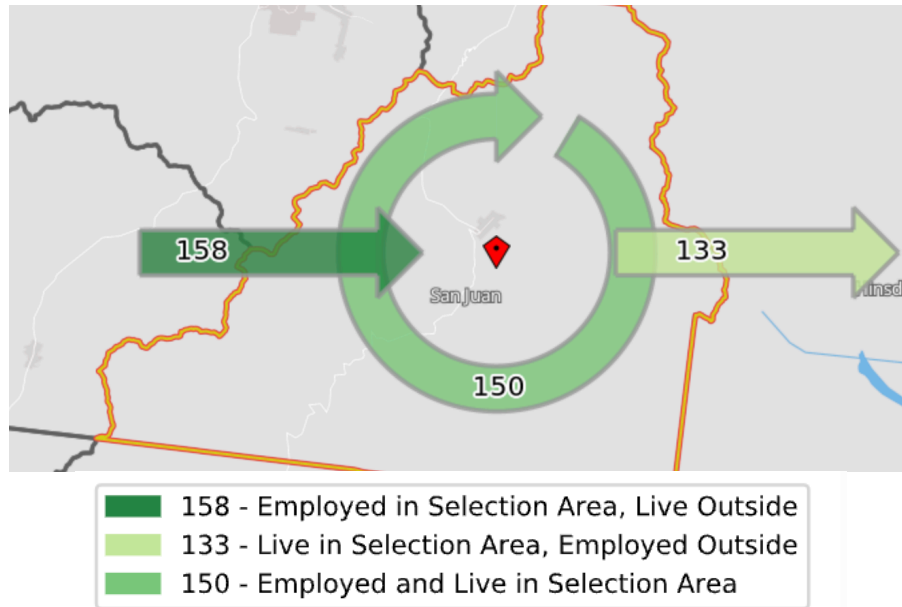 158
133
San Juan
150
158 - Employed in Selection Area, Live Outside
133 - Live in Selection Area, Employed Outside
150 - Employed and Live in Selection Area